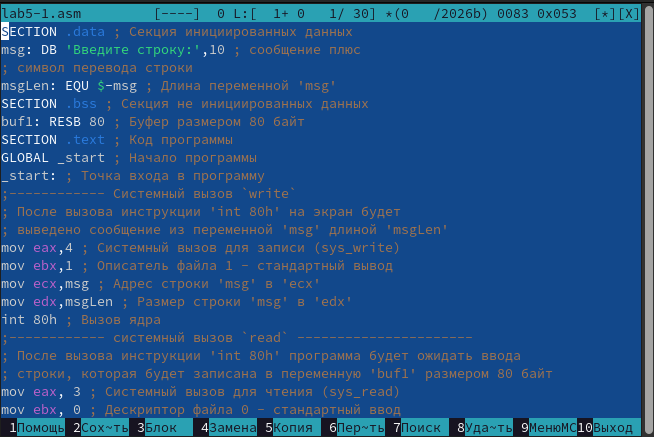 lab5-1.asm [----] 0 L:[ 1+ 0 1/ 30] *(0 /2026b) 0083 0x053 [*][X]
SECTION .data ; Секция инициированных данных
msg: DB 'Введите строку:',10 ; сообщение плюс
; символ перевода строки
msgLen: EQU $-msg ; Длина переменной 'msg'
SECTION .bss ; Секция не инициированных данных
buf1: RESB 80 ; Буфер размером 80 байт
SECTION .text ; Код программы
GLOBAL _start ; Начало программы
_start: ; Точка входа в программу
;------------ Системный вызов `write`
; После вызова инструкции 'int 80h' на экран будет
; выведено сообщение из переменной 'msg' длиной 'msgLen'
mov eax,4 ; Системный вызов для записи (sys_write)
mov ebx,1 ; Описатель файла 1 - стандартный вывод
mov ecx,msg ; Адрес строки 'msg' в 'ecx'
mov edx,msgLen ; Размер строки 'msg' в 'edx'
int 80h ; Вызов ядра
;------------ системный вызов `read` ----------------------
; После вызова инструкции 'int 80h' программа будет ожидать ввода
; строки, которая будет записана в переменную 'buf1' размером 80 байт
mov eax, 3 ; Системный вызов для чтения (sys_read)
mov ebx, 0 ; Дескриптор файла 0 - стандартный ввод
1Помощь 2Сох~ть 3Блок 4Замена 5Копия 6Пер~ть 7Поиск 8Уда~ть 9МенюМС 10Выход